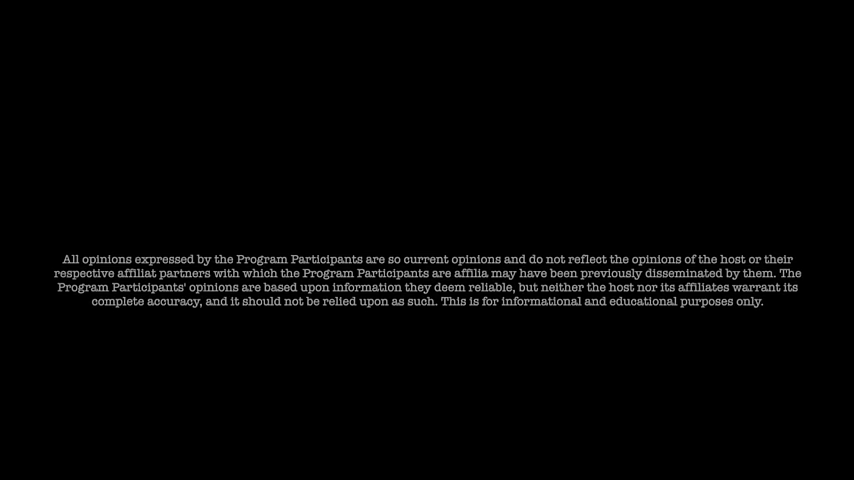 All opinions expressed by the Program Participants are so current opinions and do not reflect the opinions of the host or their
respective affiliat partners with which the Program Participants are affilia may have been previously disseminated by them. The
Program Participants' opinions are based upon information they deem reliable, but neither the host nor its affiliates warrant its
complete accuracy, and it should not be relied upon as such. This is for informational and educational purposes only.